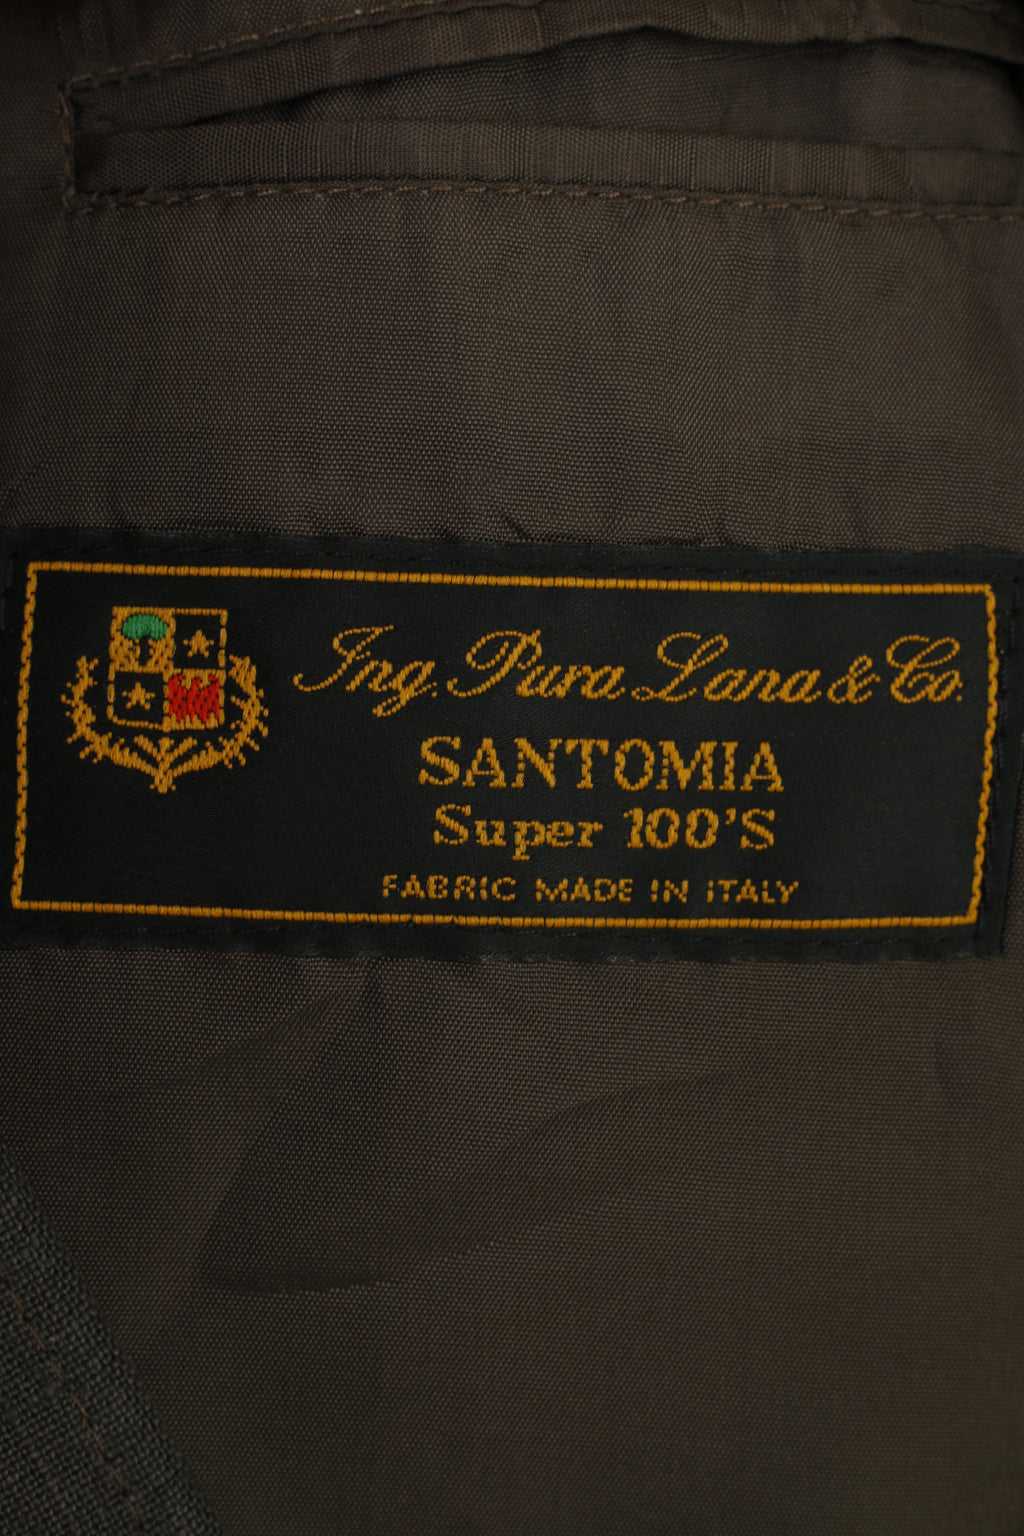 Ing. Pura Lana & Co.
SANTOMIA
Super 100'S
FABRIC MADE IN ITALY